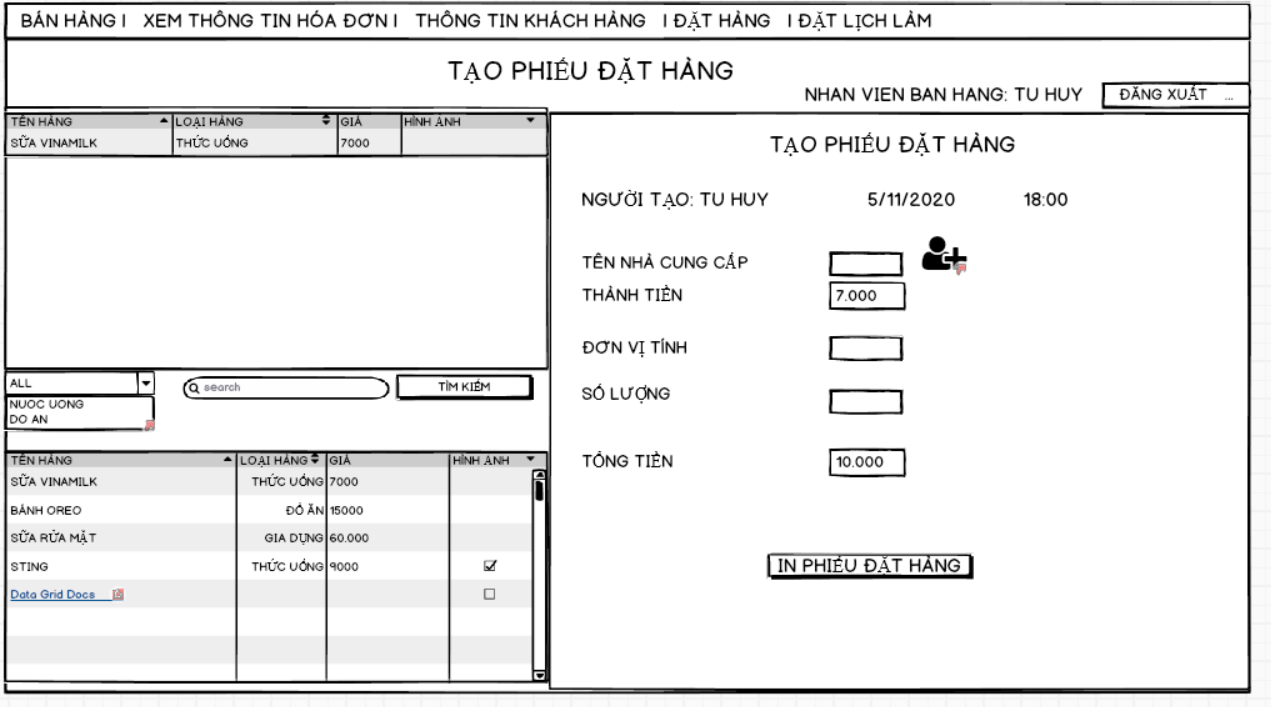 BÁN HÀNG I XEM THÔNG TIN HÓA ĐƠN I THÔNG TIN KHÁCH HÀNG I ĐẶT HÀNG I ĐẶT LỊCH LÀM
TẠO PHIẾU ĐẶT HÀNG
NHAN VIEN BAN HANG: TU HUY ĐĂNG XUẤT ...
TÊN HÀNG LOẠI HÀNG GIÁ HÌNH ẢNH
SỮA VINAMILK THỨC UỐNG 7000
TẠO PHIẾU ĐẶT HÀNG
NGƯỜI TẠO: TU HUY 5/11/2020 18:00
TÊN NHÀ CUNG CẤP
THÀNH TIỀN 7.000
ĐƠN VỊ TÍNH
SỐ LƯỢNG
TỔNG TIỀN 10.000
IN PHIẾU ĐẶT HÀNG
ALL search TÌM KIẾM
NUOC UONG
DO AN
TÊN HÀNG LOẠI HÀNG GIÁ HÌNH ẢNH
SỮA VINAMILK THỨC UỐNG 7000
BÁNH OREO ĐỒ ĂN 15000
SỮA RỬA MẶT GIA DỤNG 60.000
STING THỨC UỐNG 9000
Data Grid Docs